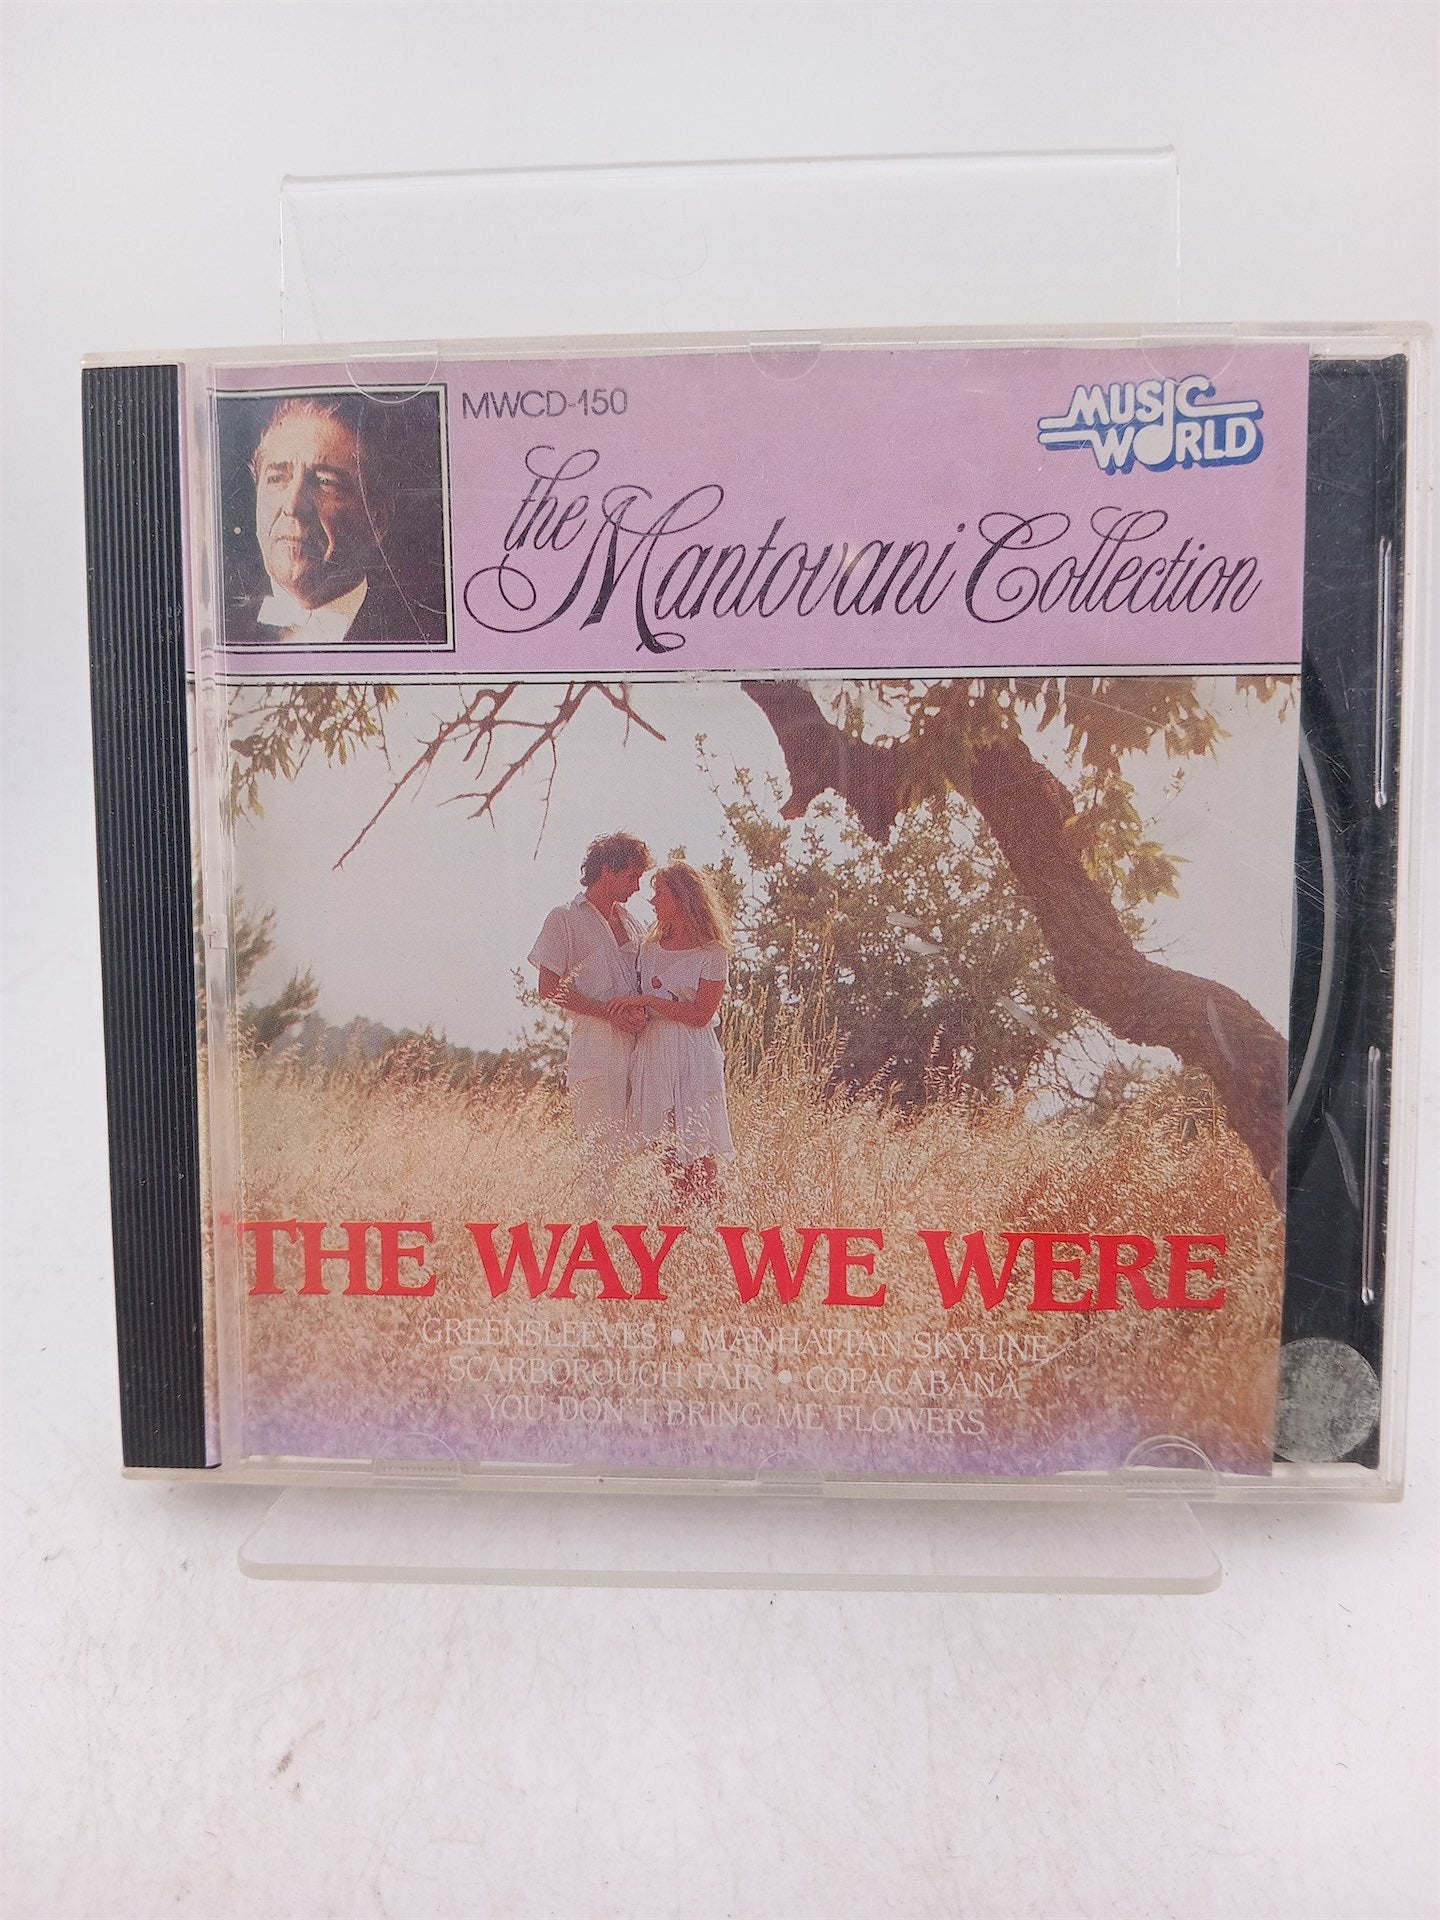 MWCD-150
MUSIC
WORLD
the Mantovani Collection
THE WAY WE WERE
GREENSLEEVES • MANHATTAN SKYLINE
SCARBOROUGH FAIR • COPACABANA
YOU DON'T BRING ME FLOWERS